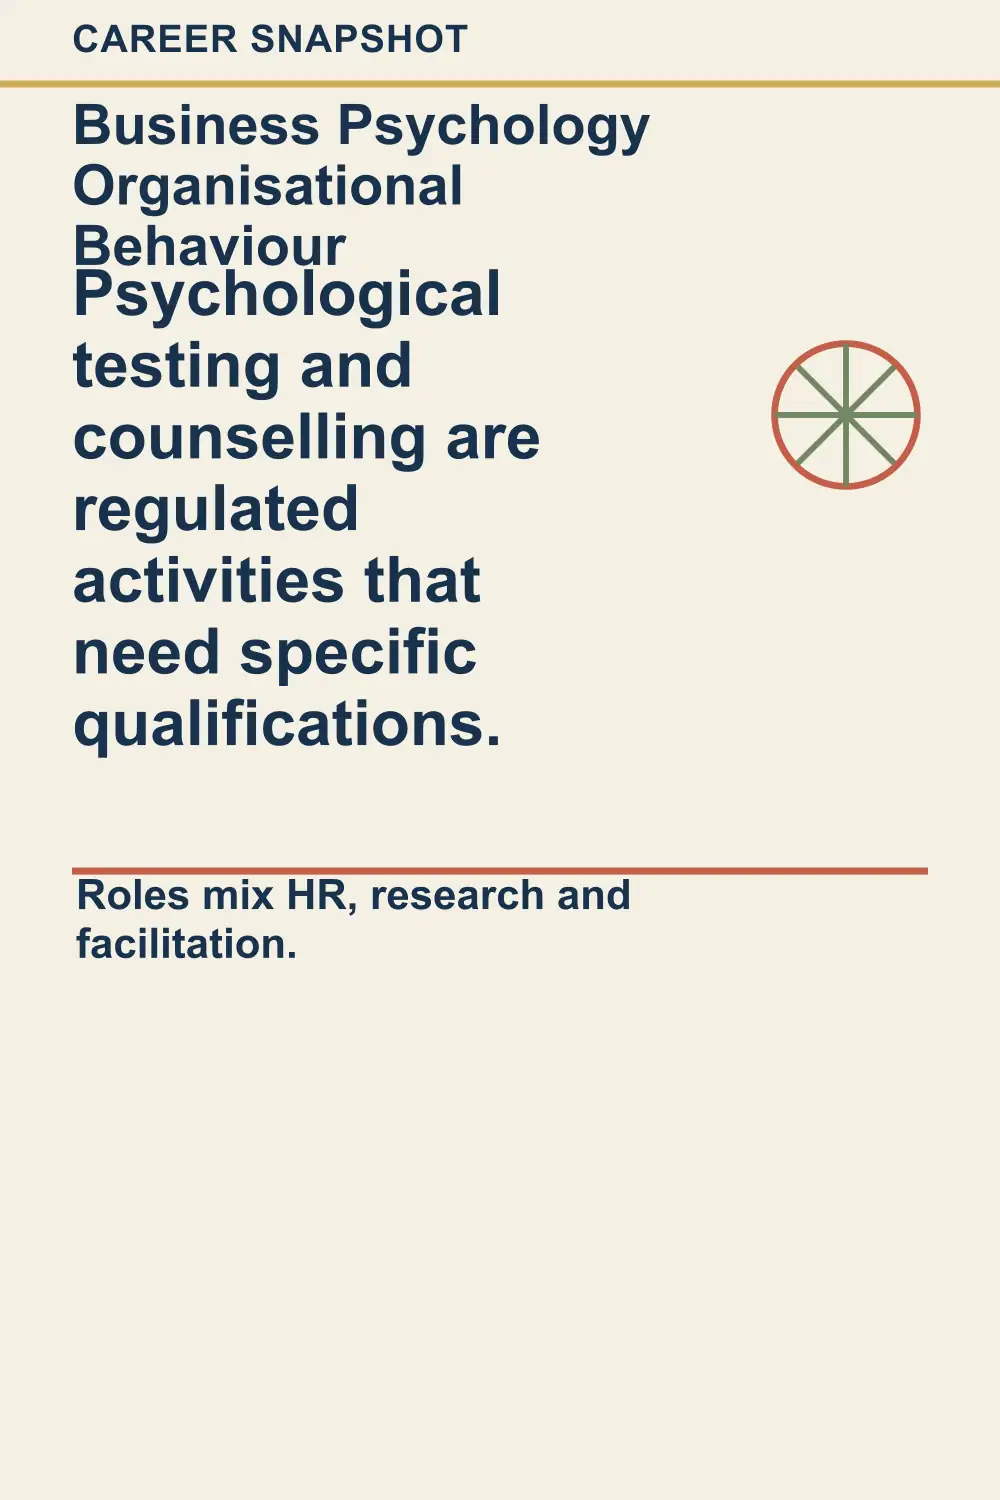 CAREER SNAPSHOT
Business Psychology
Organisational
Behaviour
Psychological
testing and
counselling are
regulated
activities that
need specific
qualifications.
Roles mix HR, research and
facilitation.